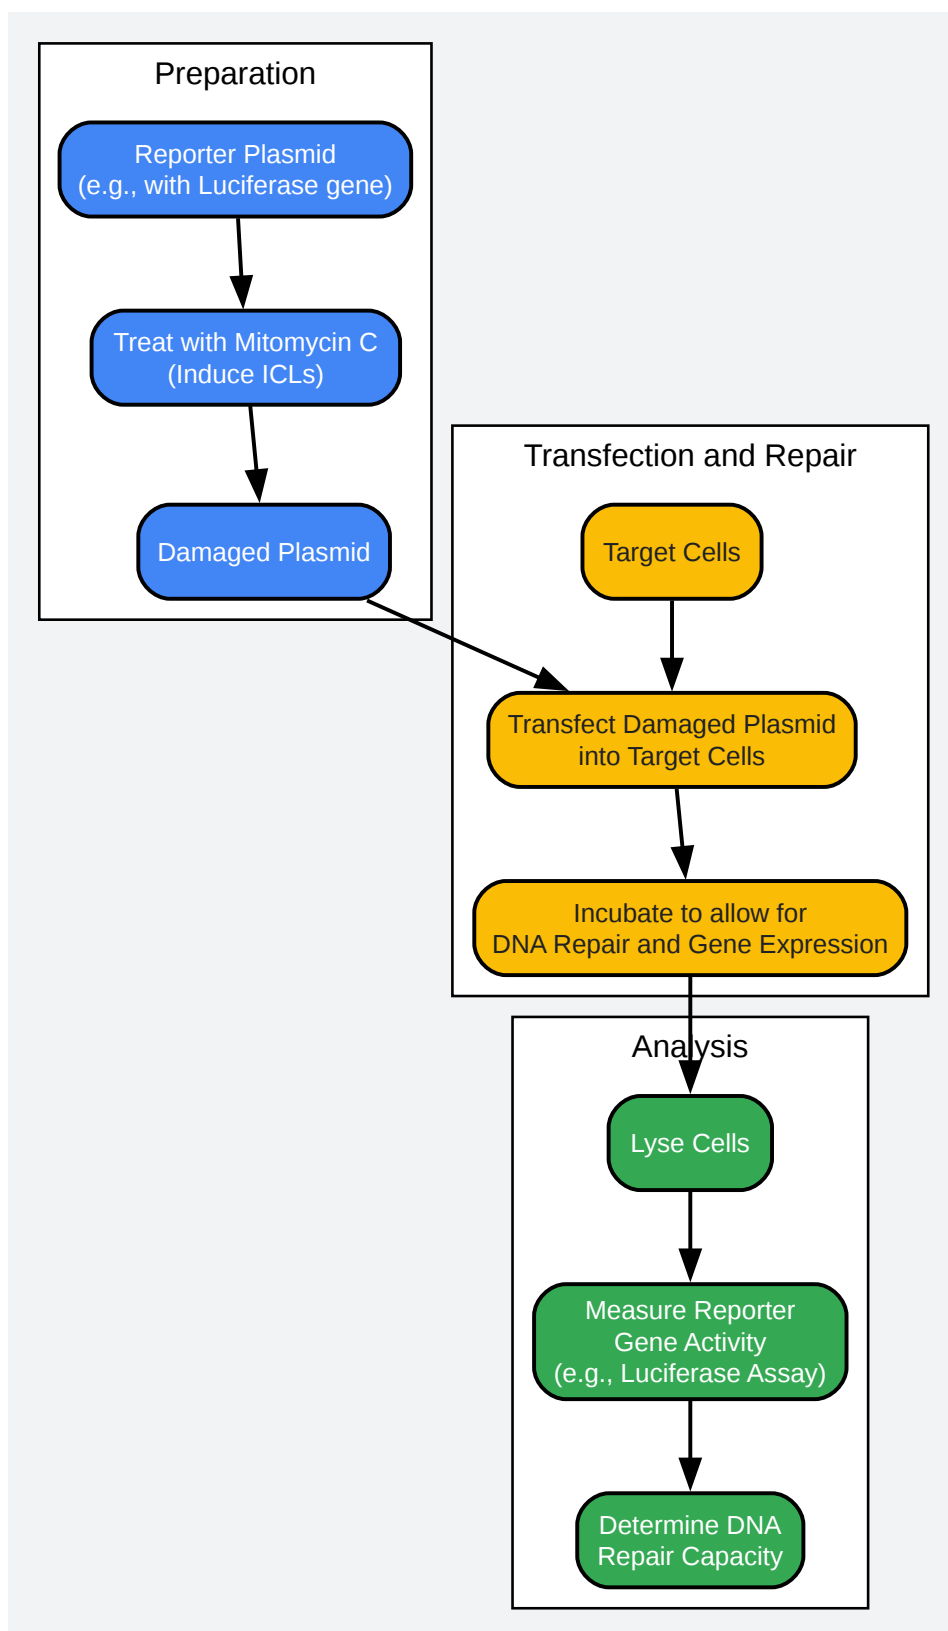 Preparation
Reporter Plasmid
(e.g., with Luciferase gene)
Treat with Mitomycin C
(Induce ICLs)
Damaged Plasmid
Transfection and Repair
Target Cells
Transfect Damaged Plasmid
into Target Cells
Incubate to allow for
DNA Repair and Gene Expression
Analysis
Lyse Cells
Measure Reporter
Gene Activity
(e.g., Luciferase Assay)
Determine DNA
Repair Capacity